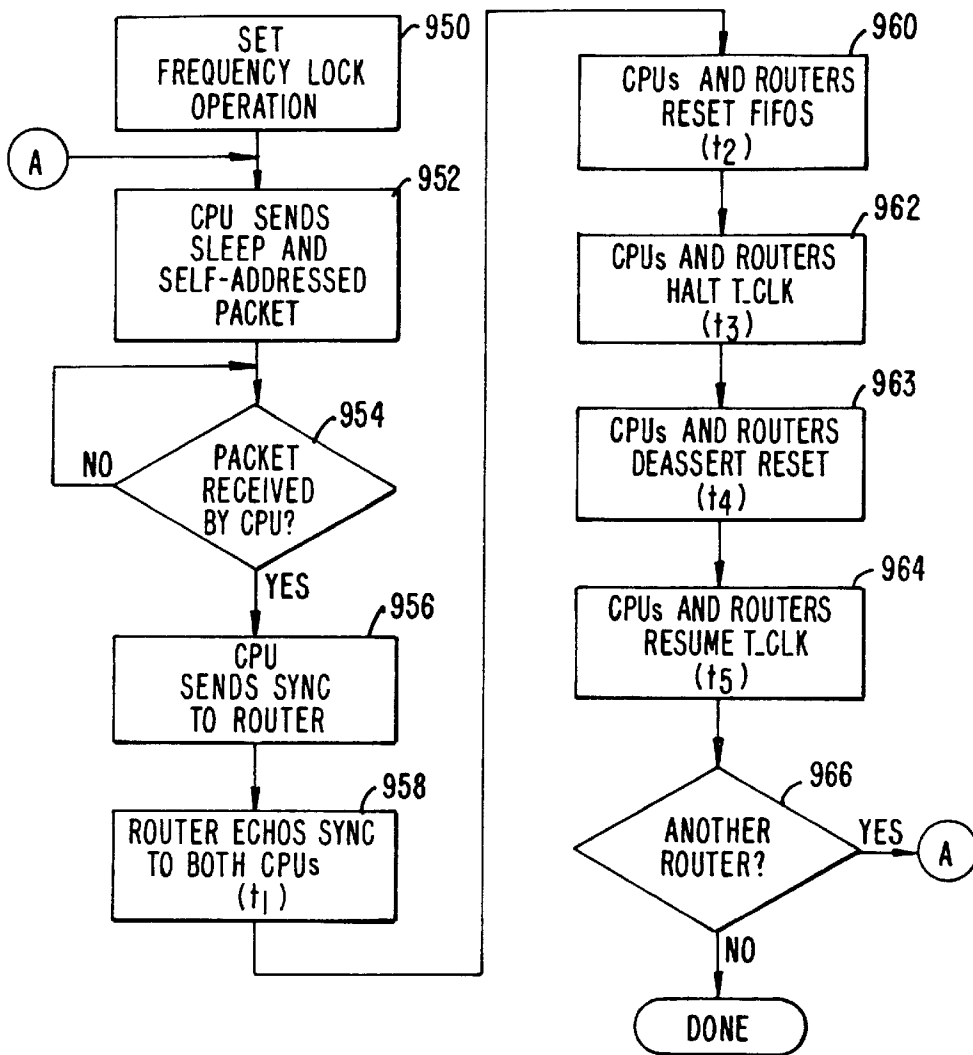 SET
FREQUENCY LOCK
OPERATION
950
A
952
CPU SENDS
SLEEP AND
SELF-ADDRESSED
PACKET
954
PACKET
RECEIVED
BY CPU?
NO
YES
956
CPU
SENDS SYNC
TO ROUTER
958
ROUTER ECHOS SYNC
TO BOTH CPUs
(t1)
960
CPUs AND ROUTERS
RESET FIFOS
(t2)
962
CPUs AND ROUTERS
HALT T_CLK
(t3)
963
CPUs AND ROUTERS
DEASSERT RESET
(t4)
964
CPUs AND ROUTERS
RESUME T_CLK
(t5)
966
ANOTHER
ROUTER?
YES
A
NO
DONE